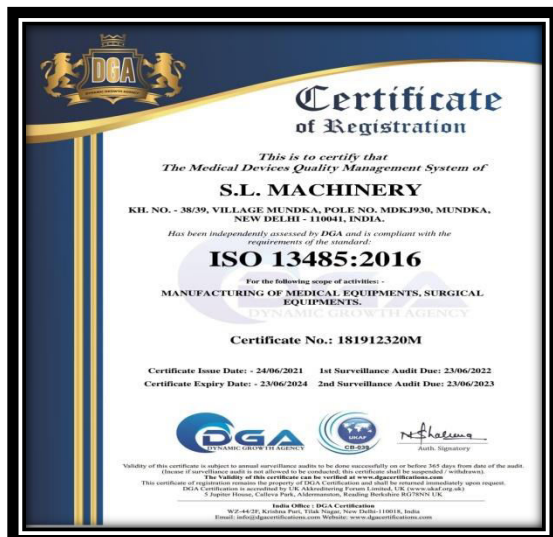 DGA
DYNAMIC GROWTH AGENCY
Certificate
of Registration
This is to certify that
The Medical Devices Quality Management System of
S.L. MACHINERY
KH. NO. - 38/39, VILLAGE MUNDKA, POLE NO. MDKJ930, MUNDKA,
NEW DELHI - 110041, INDIA.
Has been independently assessed by DGA and is compliant with the
requirements of the standard:
ISO 13485:2016
For the following scope of activities: -
MANUFACTURING OF MEDICAL EQUIPMENTS, SURGICAL
EQUIPMENTS.
DGA
DYNAMIC GROWTH AGENCY
Certificate No.: 181912320M
Certificate Issue Date: - 24/06/2021 1st Surveillance Audit Due: 23/06/2022
Certificate Expiry Date: - 23/06/2024 2nd Surveillance Audit Due: 23/06/2023
DGA
DYNAMIC GROWTH AGENCY
UKAF
CB-039
Auth. Signatory
Validity of this certificate is subject to annual surveillance audits to be done successfully on or before 365 days from date of the audit.
(Incase if surveillance audit is not allowed to be conducted; this certificate shall be suspended / withdrawn).
The Validity of this certificate can be verified at www.dgacertifications.com
This certificate of registration remains the property of DGA Certification and shall be returned immediately upon request.
DGA Certification is accredited by UK Akkreditering Forum Limited, UK (www.ukaf.org.uk)
5 Jupiter House, Calleva Park, Aldermanston, Reading Berkshire RG78NN UK.
India Office : DGA Certification
WZ-44/2F, Krishna Puri, Tilak Nagar, New Delhi-110018, India
Email: info@dgacertifications.com Website: www.dgacertifications.com